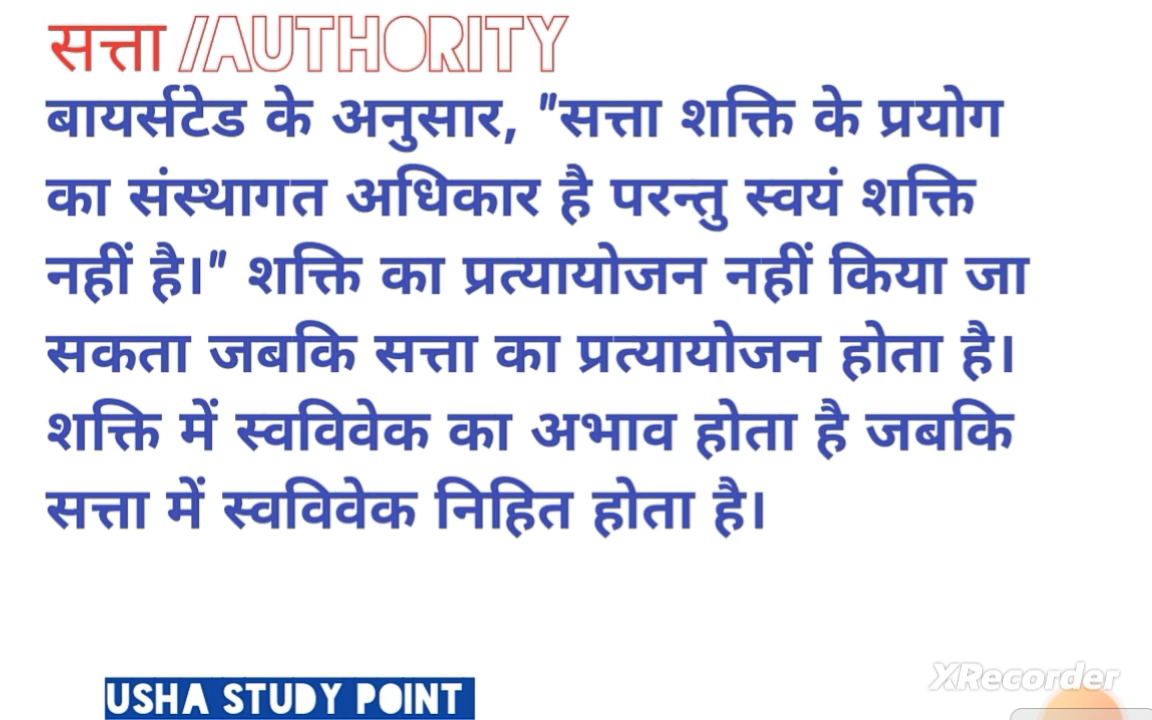 सत्ता //AUTHORITY
बायर्सटेड के अनुसार, "सत्ता शक्ति के प्रयोग
का संस्थागत अधिकार है परन्तु स्वयं शक्ति
नहीं है।" शक्ति का प्रत्यायोजन नहीं किया जा
सकता जबकि सत्ता का प्रत्यायोजन होता है।
शक्ति में स्वविवेक का अभाव होता है जबकि
सत्ता में स्वविवेक निहित होता है।
XRecorder
USHA STUDY POINT